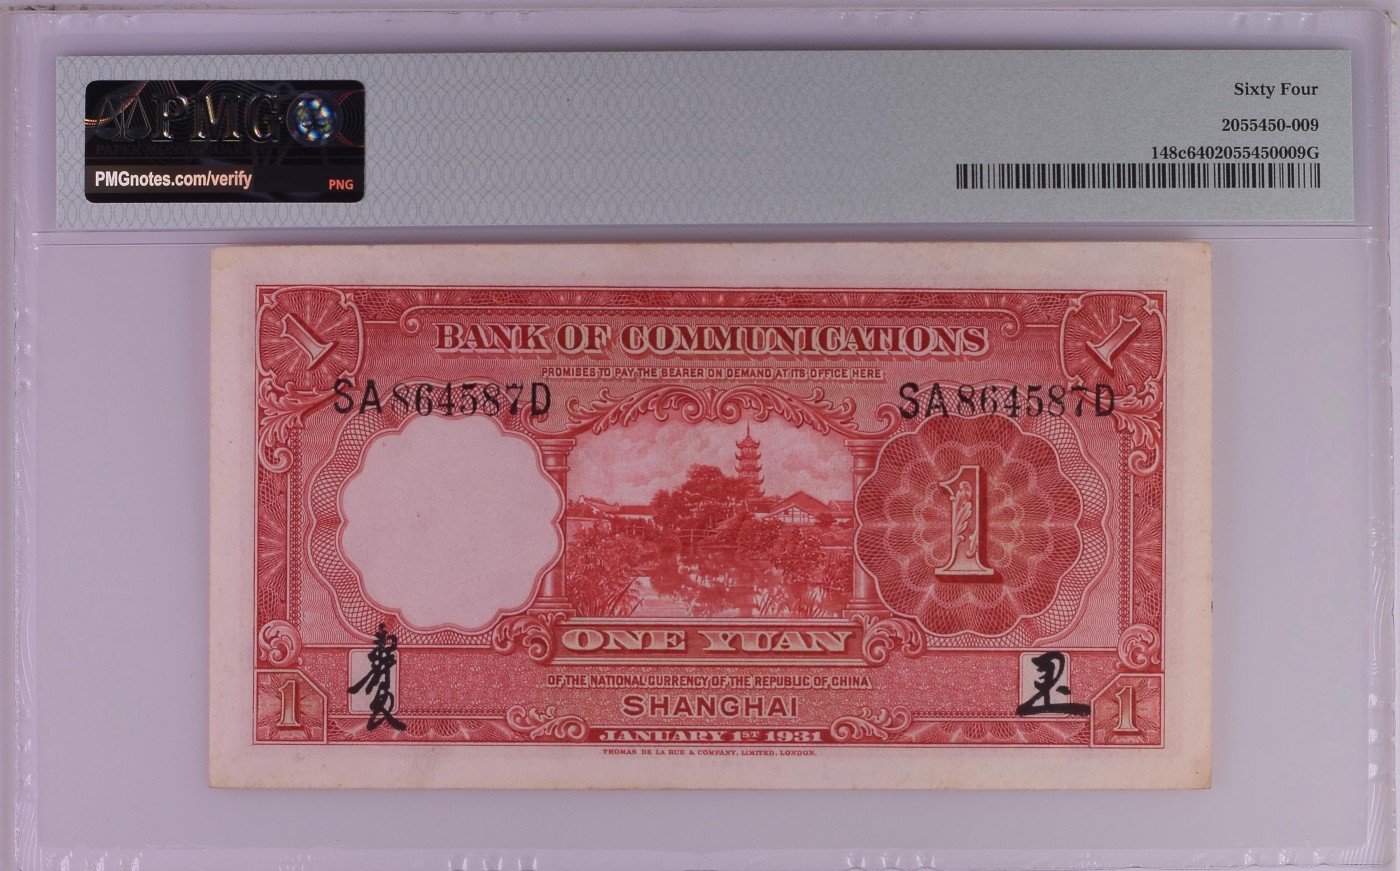 PMG
PMGnotes.com/verify
PNG
Sixty Four
2055450-009
148c6402055450009G
1
1
BANK OF COMMUNICATIONS
PROMISES TO PAY THE BEARER ON DEMAND AT ITS OFFICE HERE
SA864587D
SA864587D
1
ONE YUAN
OF THE NATIONAL CURRENCY OF THE REPUBLIC OF CHINA
SHANGHAI
1
1
JANUARY 1ST 1931
THOMAS DE LA RUE & COMPANY, LIMITED, LONDON.